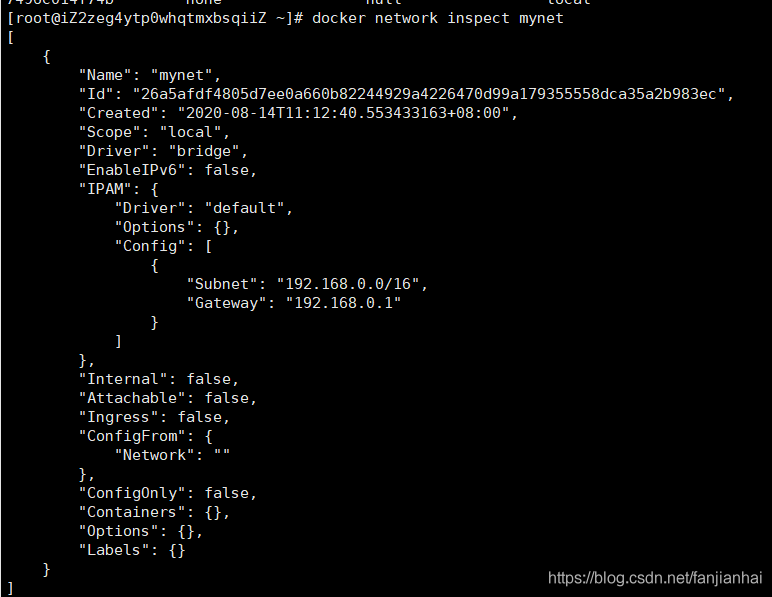 none null local
[root@iZ2zeg4ytp0whqtmxbsqiiZ ~]# docker network inspect mynet
[
    {
        "Name": "mynet",
        "Id": "26a5afdf4805d7ee0a660b82244929a4226470d99a179355558dca35a2b983ec",
        "Created": "2020-08-14T11:12:40.553433163+08:00",
        "Scope": "local",
        "Driver": "bridge",
        "EnableIPv6": false,
        "IPAM": {
            "Driver": "default",
            "Options": {},
            "Config": [
                {
                    "Subnet": "192.168.0.0/16",
                    "Gateway": "192.168.0.1"
                }
            ]
        },
        "Internal": false,
        "Attachable": false,
        "Ingress": false,
        "ConfigFrom": {
            "Network": ""
        },
        "ConfigOnly": false,
        "Containers": {},
        "Options": {},
        "Labels": {}
    }
]
https://blog.csdn.net/fanjianhai